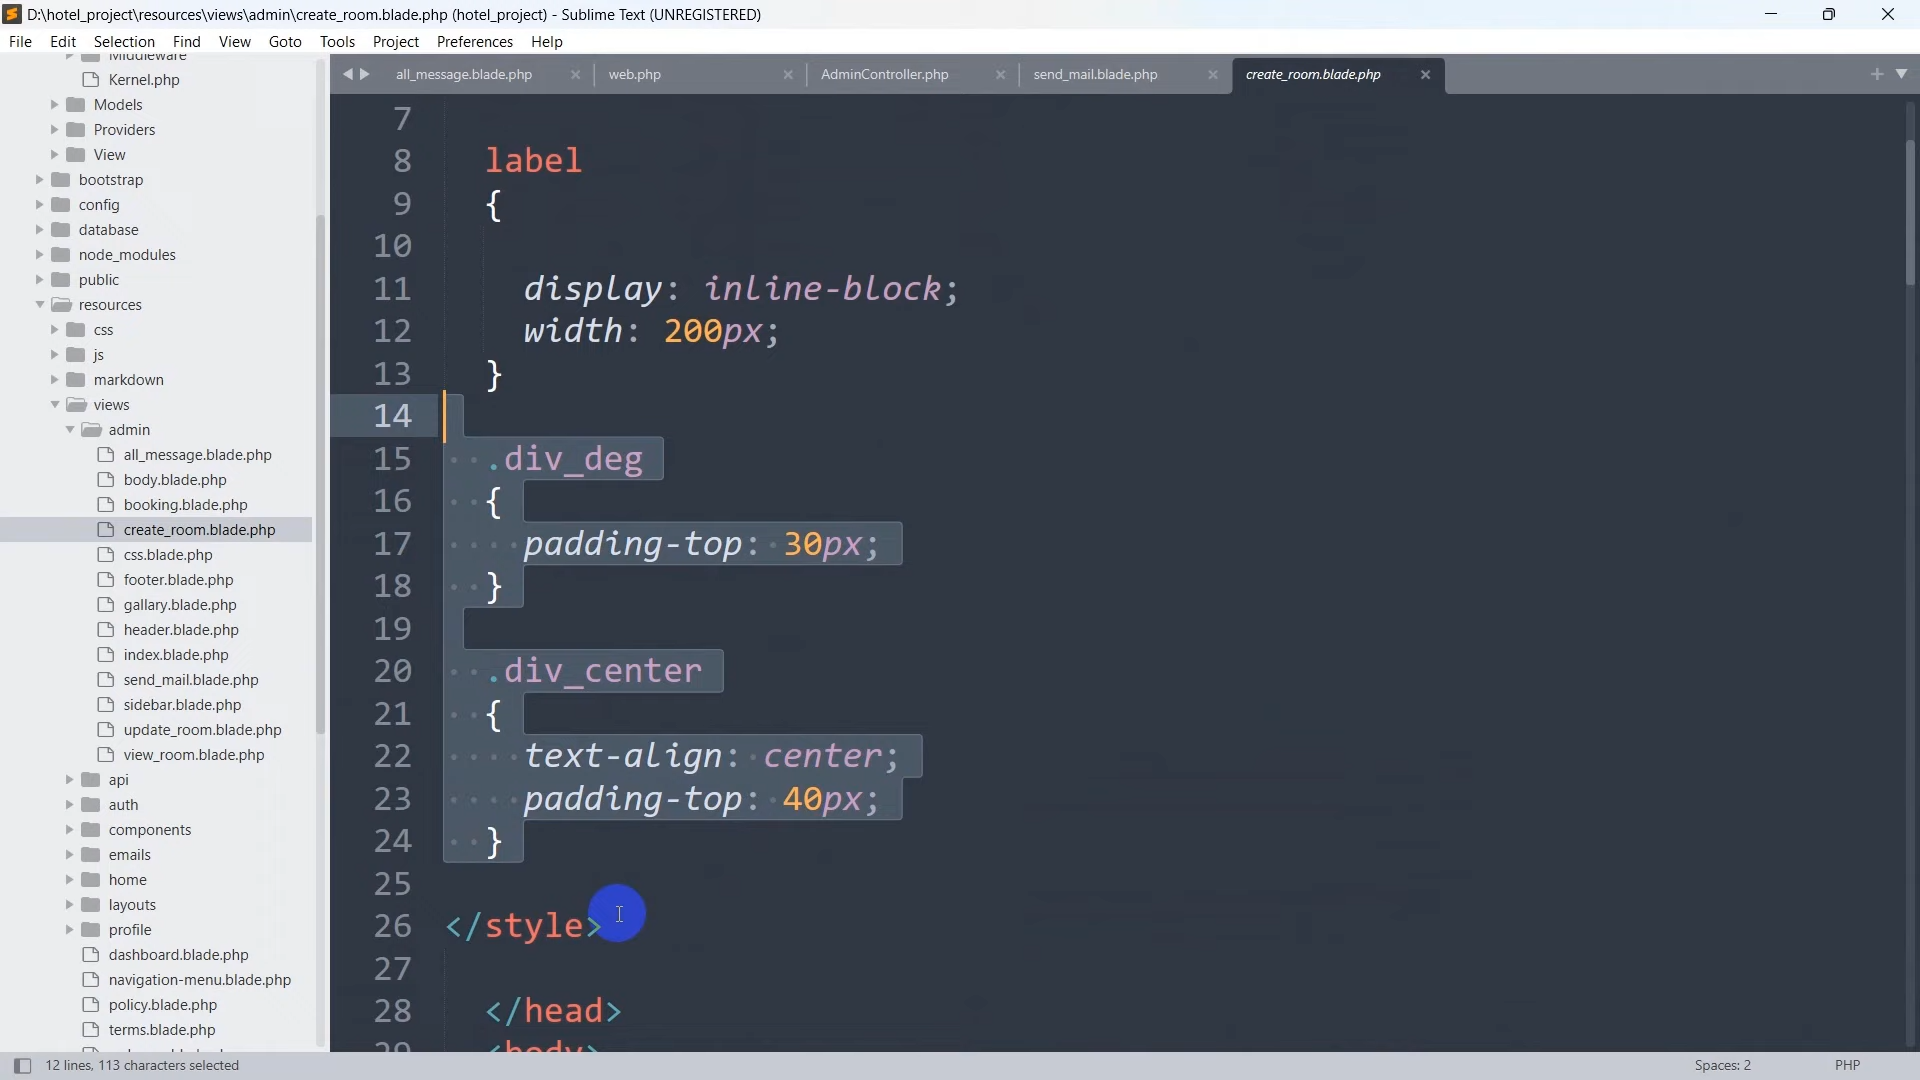 D:\hotel_project\resources\views\admin\create_room.blade.php (hotel_project) - Sublime Text (UNREGISTERED)
File Edit Selection Find View Goto Tools Project Preferences Help
Middleware
Kernel.php
Models
Providers
View
bootstrap
config
database
node_modules
public
resources
css
js
markdown
views
admin
all_message.blade.php
body.blade.php
booking.blade.php
create_room.blade.php
css.blade.php
footer.blade.php
gallary.blade.php
header.blade.php
index.blade.php
send_mail.blade.php
sidebar.blade.php
update_room.blade.php
view_room.blade.php
api
auth
components
emails
home
layouts
profile
dashboard.blade.php
navigation-menu.blade.php
policy.blade.php
terms.blade.php
all_message.blade.php web.php AdminController.php send_mail.blade.php create_room.blade.php
7
8 label
9 {
10
11 display: inline-block;
12 width: 200px;
13 }
14
15 .div_deg
16 {
17 padding-top: 30px;
18 }
19
20 .div_center
21 {
22 text-align: center;
23 padding-top: 40px;
24 }
25
26 </style>
27
28 </head>
29 <body>
12 lines, 113 characters selected Spaces: 2 PHP